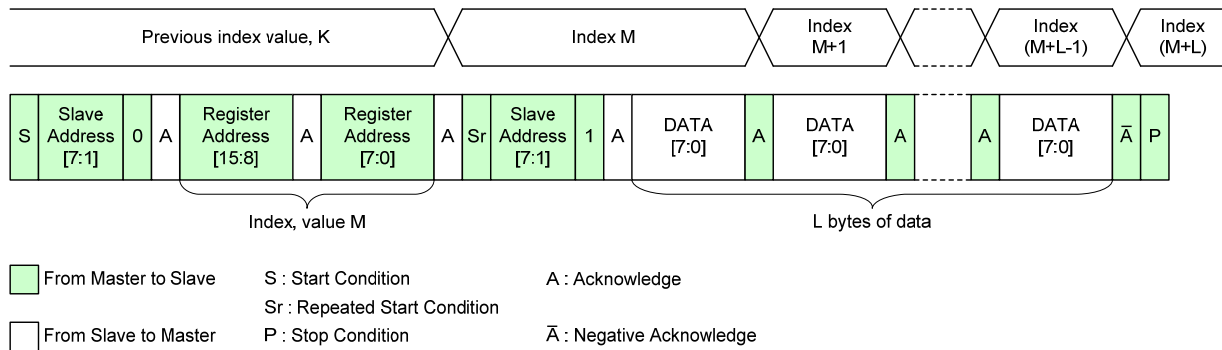 Previous index value, K
Index M
Index
M+1
Index
(M+L-1)
Index
(M+L)
S
Slave
Address
[7:1]
0
A
Register
Address
[15:8]
A
Register
Address
[7:0]
A
Sr
Slave
Address
[7:1]
1
A
DATA
[7:0]
A
DATA
[7:0]
A
A
DATA
[7:0]
A̅
P
Index, value M
L bytes of data
From Master to Slave
S : Start Condition
A : Acknowledge
Sr : Repeated Start Condition
From Slave to Master
P : Stop Condition
A̅ : Negative Acknowledge